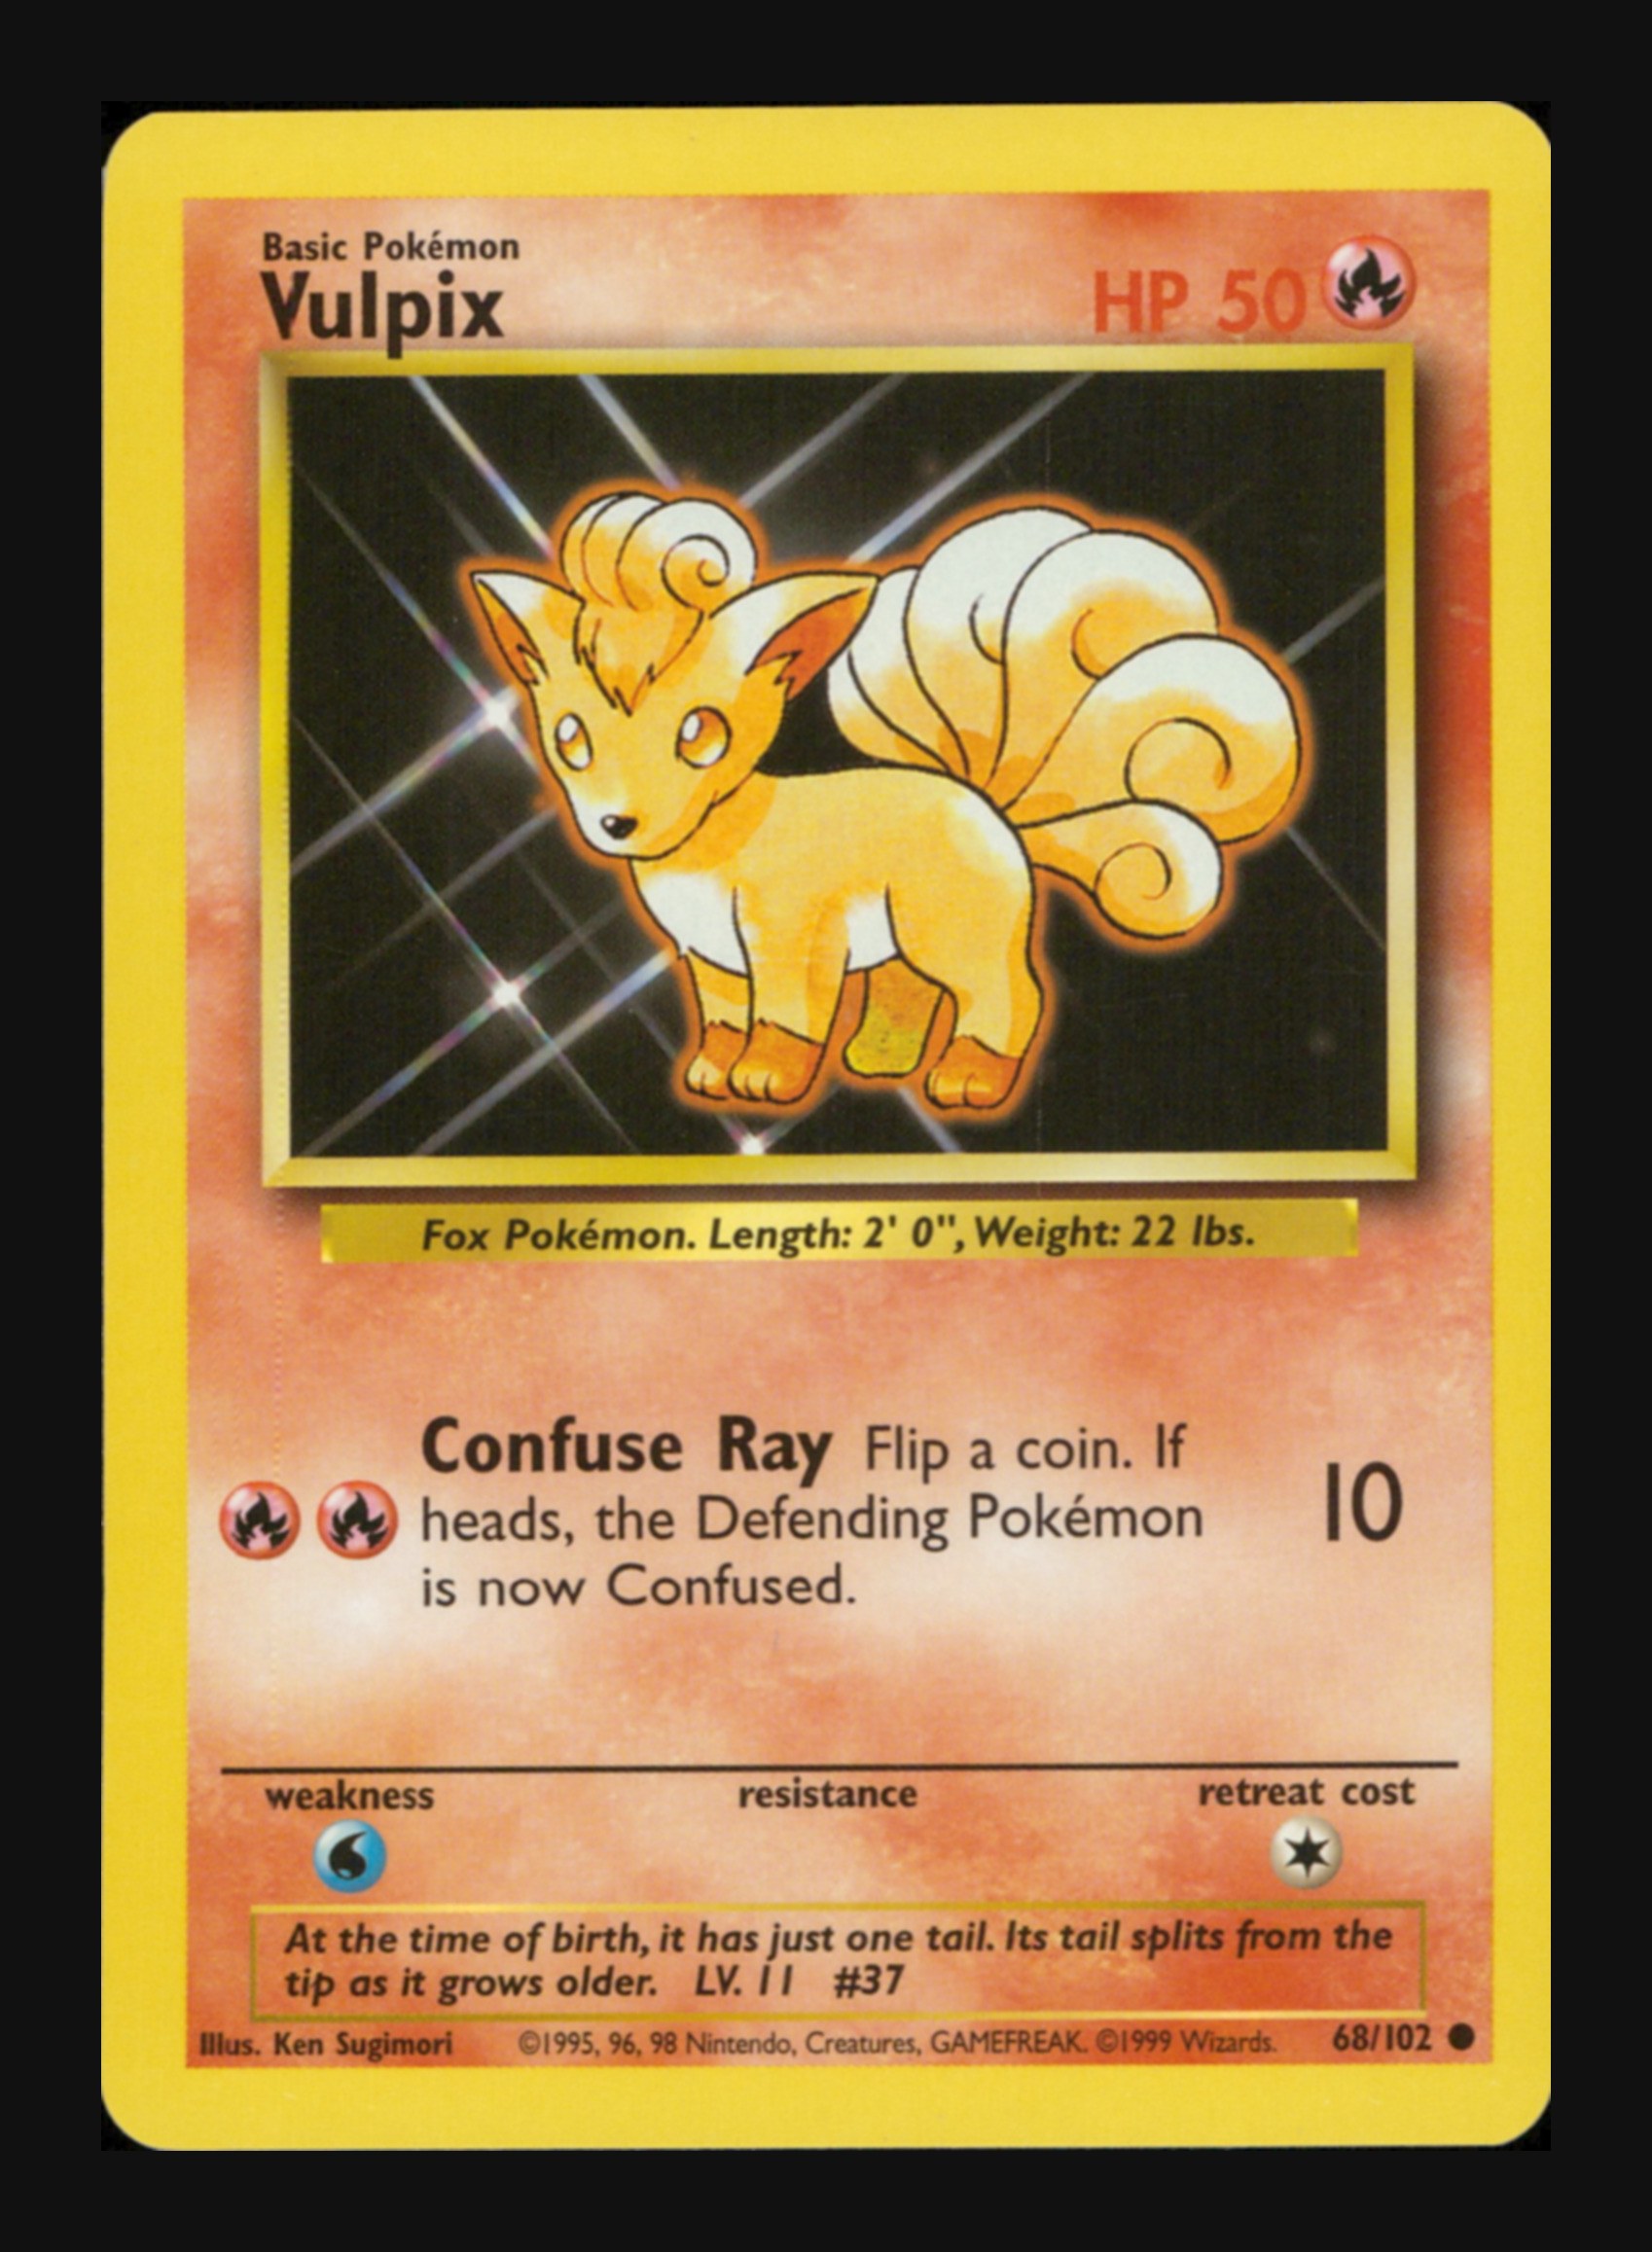 Basic Pokémon
Vulpix
HP 50
Fox Pokémon. Length: 2' 0", Weight: 22 lbs.
Confuse Ray Flip a coin. If
heads, the Defending Pokémon
is now Confused.
10
weakness resistance retreat cost
At the time of birth, it has just one tail. Its tail splits from the
tip as it grows older. LV. 11 #37
Illus. Ken Sugimori ©1995, 96, 98 Nintendo, Creatures, GAMEFREAK. ©1999 Wizards. 68/102 ●